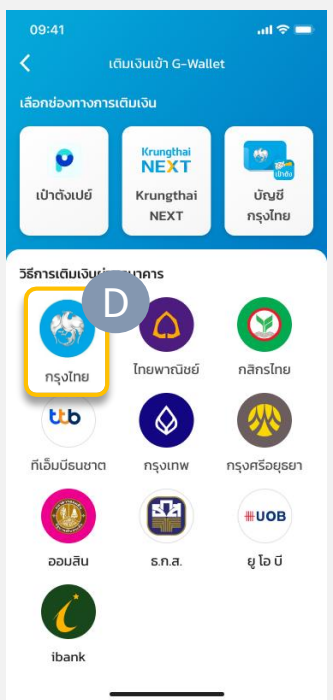 09:41
เติมเงินเข้า G-Wallet
เลือกช่องทางการเติมเงิน
Krungthai
NEXT
เป๋าตัง
เป๋าตังเปย์
Krungthai
NEXT
บัญชี
กรุงไทย
วิธีการเติมเงิน
D
กรุงไทย
ไทยพาณิชย์
กสิกรไทย
ttb
ทีเอ็มบีธนชาต
กรุงเทพ
กรุงศรีอยุธยา
UOB
ออมสิน
ธ.ก.ส.
ยู โอ บี
ibank